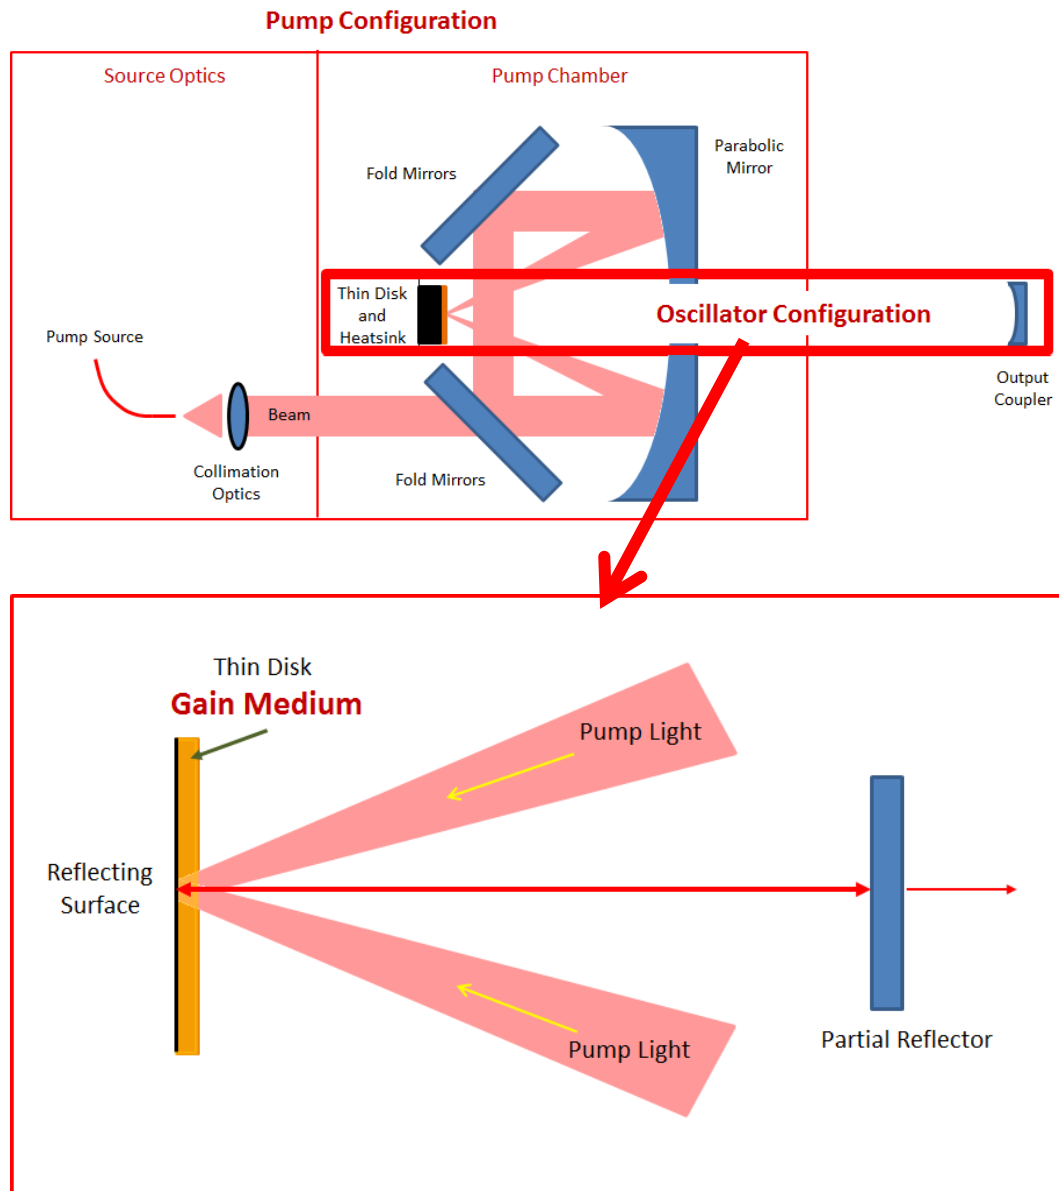 Pump Configuration
Source Optics
Pump Chamber
Fold Mirrors
Parabolic
Mirror
Thin Disk
and
Heatsink
Oscillator Configuration
Pump Source
Output
Coupler
Beam
Collimation
Optics
Fold Mirrors
Thin Disk
Gain Medium
Pump Light
Reflecting
Surface
Pump Light
Partial Reflector